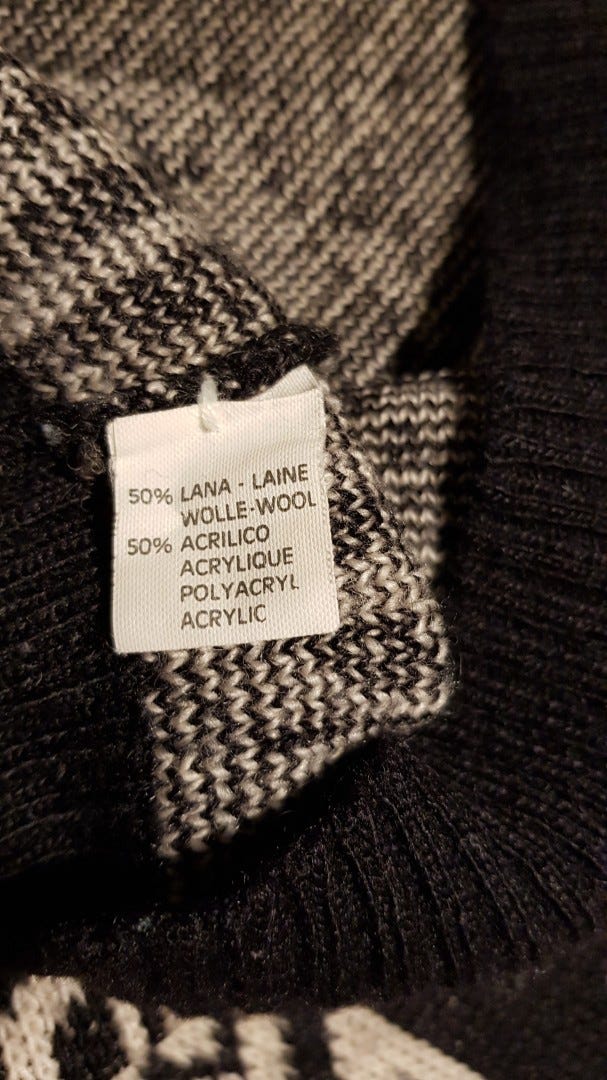 50% LANA - LAINE
WOLLE-WOOL
50% ACRILICO
ACRYLIQUE
POLYACRYL
ACRYLIC